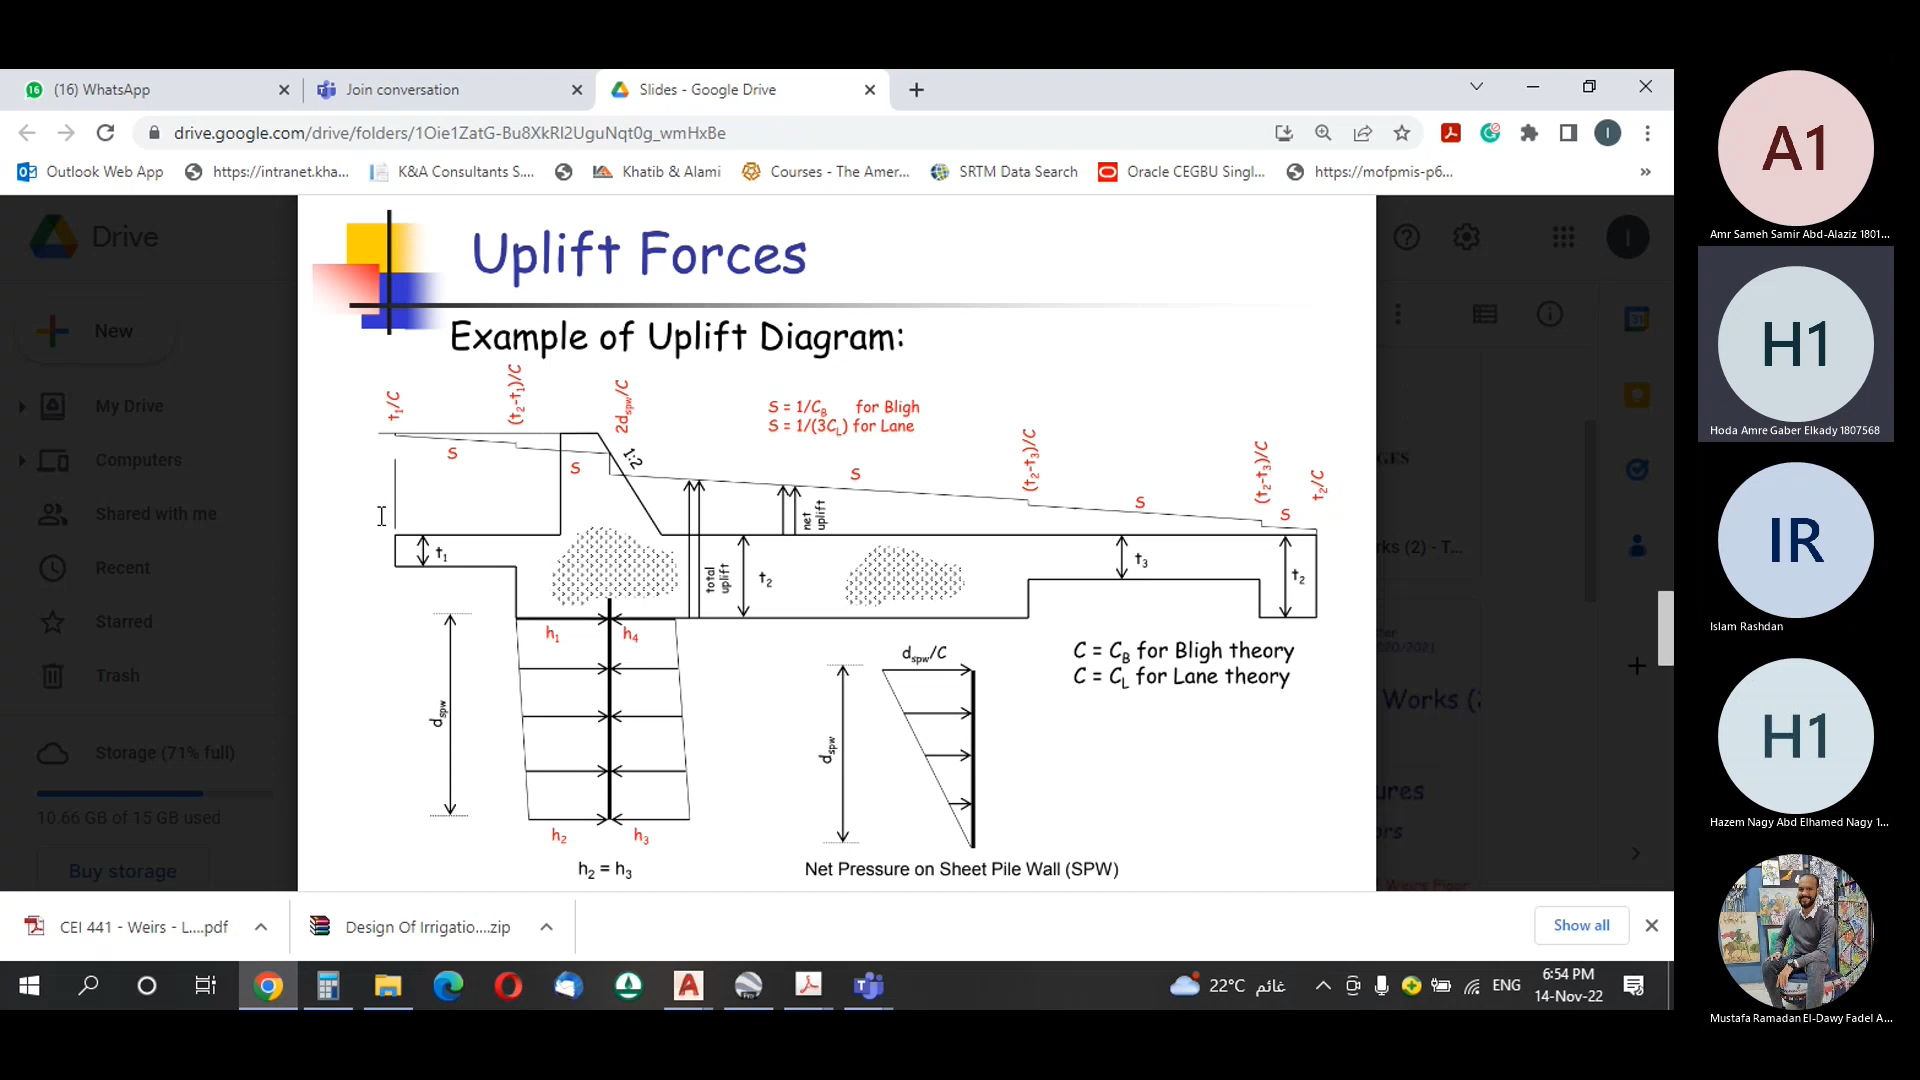 (16) WhatsApp
Join conversation
Slides - Google Drive
drive.google.com/drive/folders/1Oie1ZatG-Bu8XkRl2UguNqt0g_wmHxBe
Outlook Web App
https://intranet.kha...
K&A Consultants S....
Khatib & Alami
Courses - The Amer...
SRTM Data Search
Oracle CEGBU Singl...
https://mofpmis-p6...
»
Drive
New
My Drive
Computers
Shared with me
Recent
Starred
Trash
Storage (71% full)
10.66 GB of 15 GB used
Buy storage
Uplift Forces
Example of Uplift Diagram:
t1/C
(t2-t1)/C
2dspw/C
S = 1/CB for Bligh
S = 1/(3CL) for Lane
(t2-t3)/C
(t2-t3)/C
t2/C
S
S
1:2
S
S
S
net uplift
total uplift
t1
t2
t3
t2
h1
h4
dspw
h2
h3
h2 = h3
dspw/C
dspw
Net Pressure on Sheet Pile Wall (SPW)
C = CB for Bligh theory
C = CL for Lane theory
31
GES
rks (2) - T...
Works (
ures
ors
CEI 441 - Weirs - L....pdf
Design Of Irrigatio....zip
Show all
22°C غائم
ENG
6:54 PM
14-Nov-22
A1
Amr Sameh Samir Abd-Alaziz 1801...
H1
Hoda Amre Gaber Elkady 1807568
IR
Islam Rashdan
H1
Hazem Nagy Abd Elhamed Nagy 1...
Mustafa Ramadan El-Dawy Fadel A...